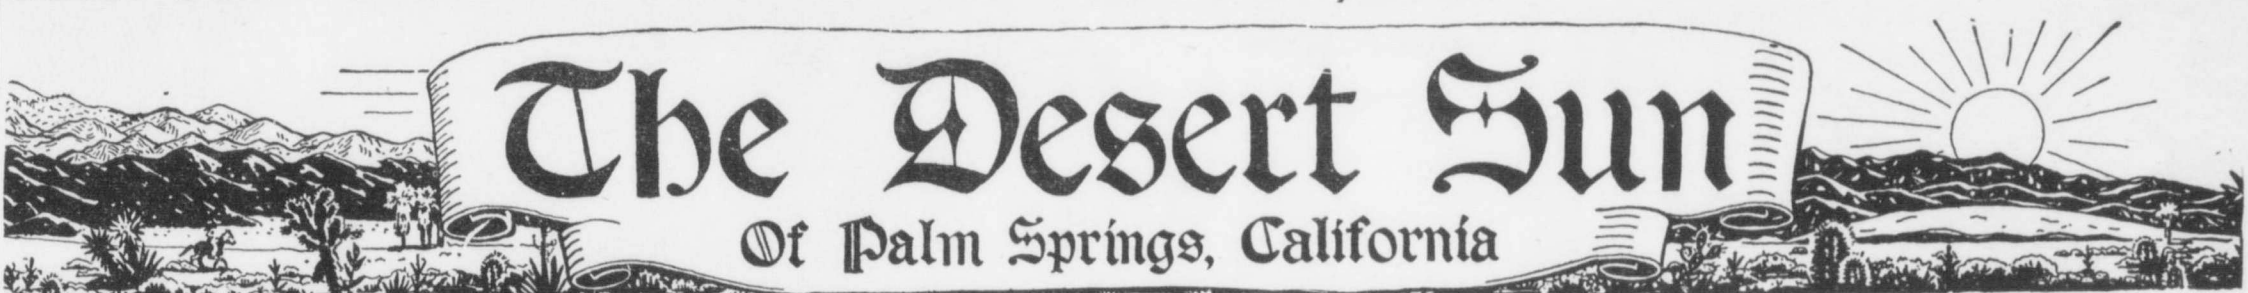 The Desert Sun
Of Palm Springs, California